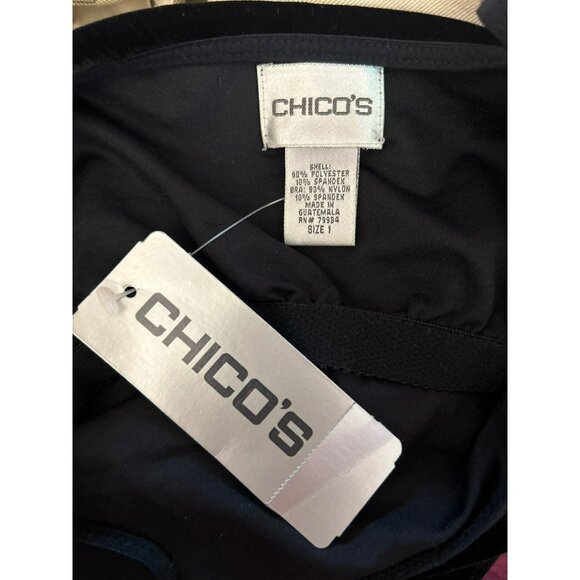 CHICO'S
SHELL:
90% POLYESTER
10% SPANDEX
BRA: 90% NYLON
10% SPANDEX
MADE IN
GUATEMALA
RN# 79984
SIZE 1
CHICO'S